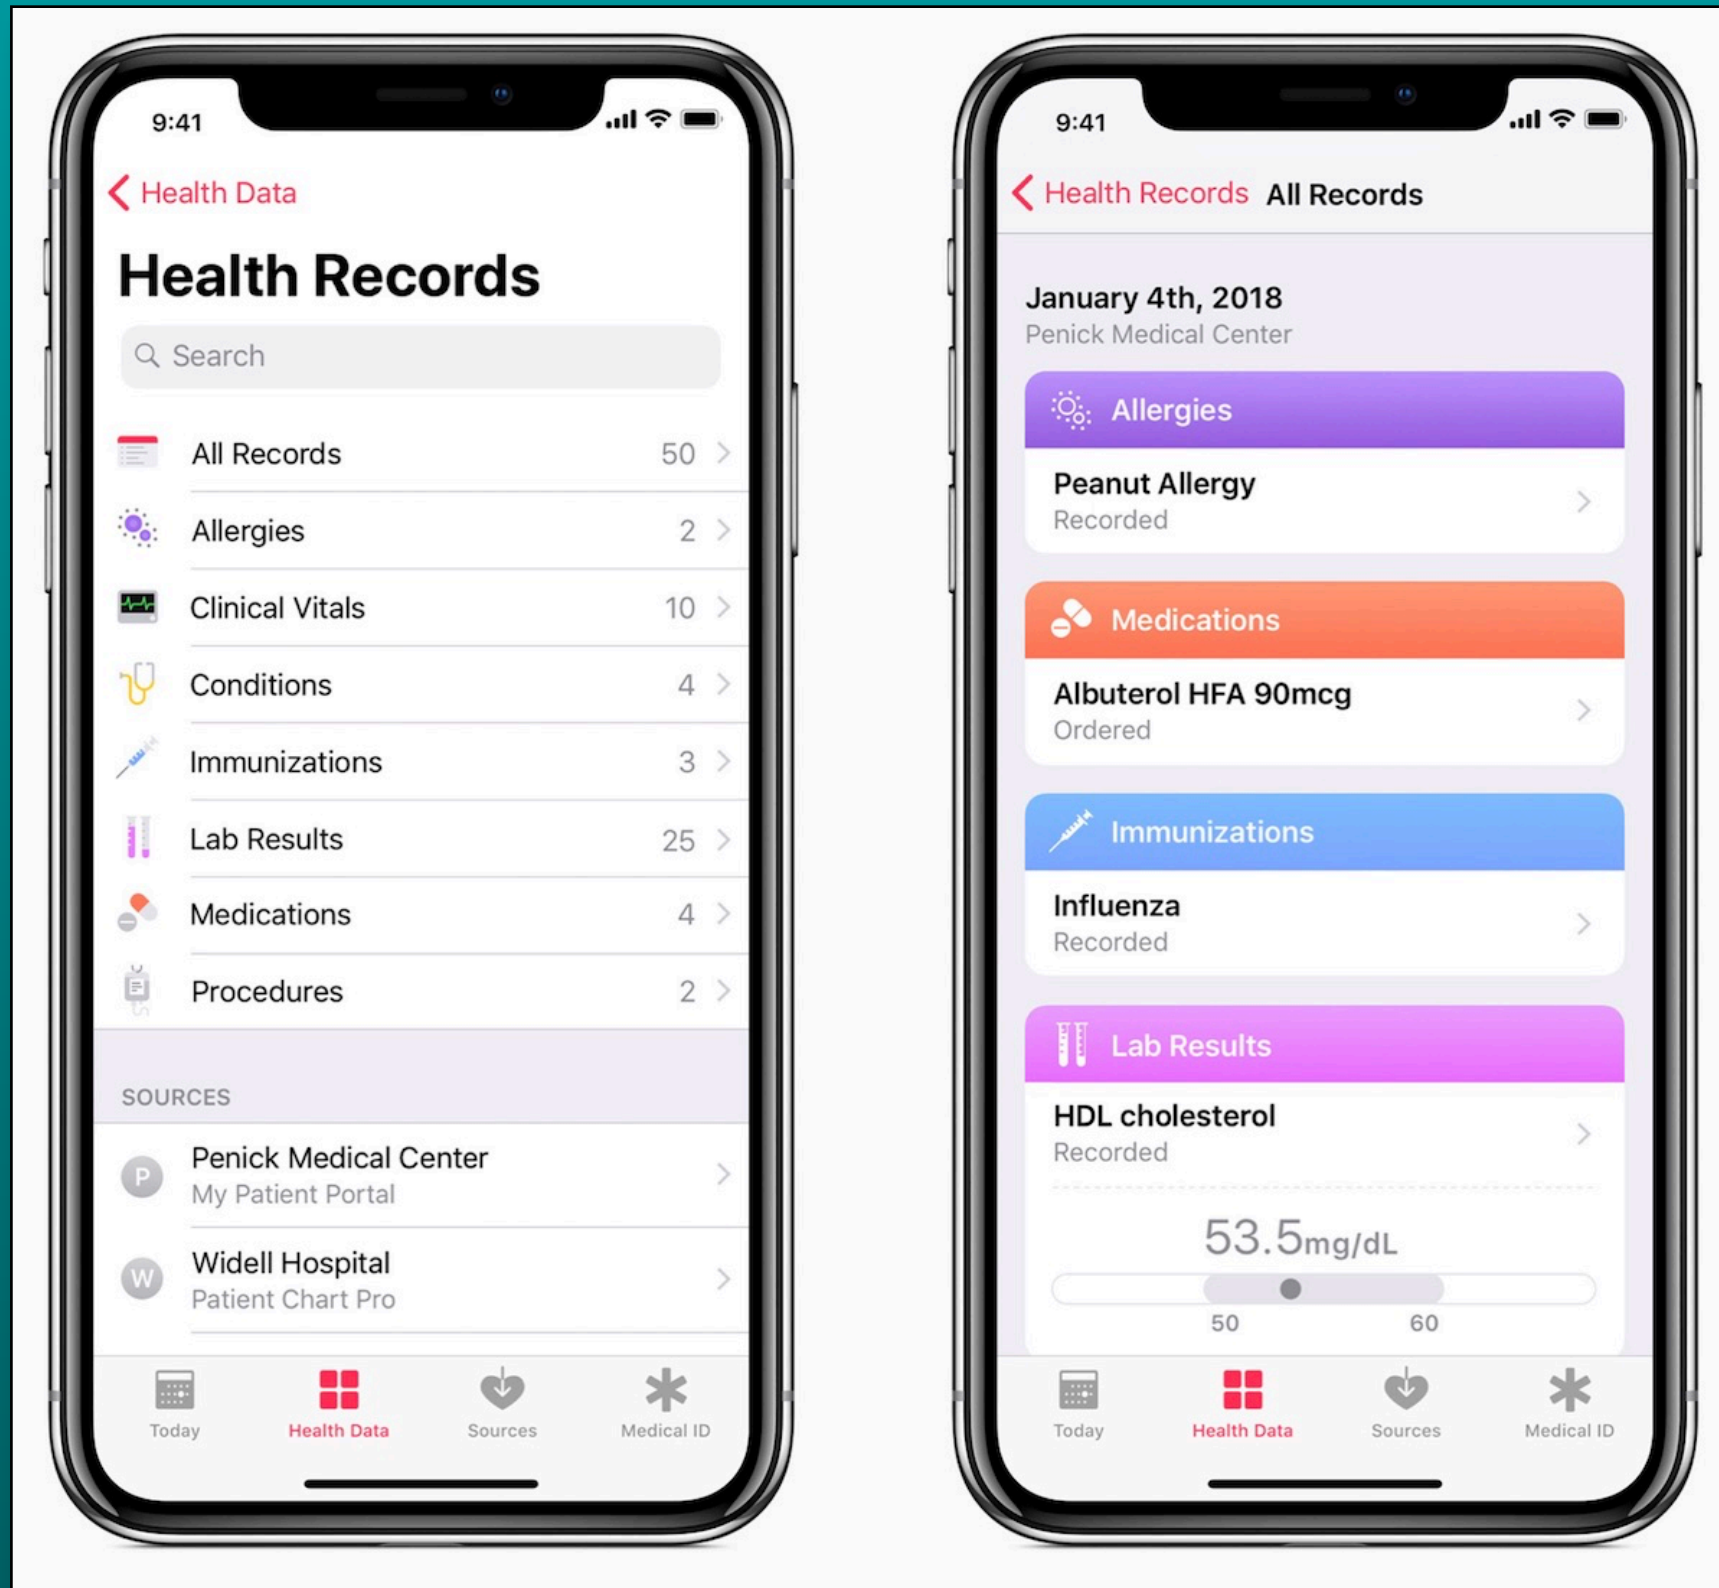 9:41
Health Data
Health Records
Search
All Records 50
Allergies 2
Clinical Vitals 10
Conditions 4
Immunizations 3
Lab Results 25
Medications 4
Procedures 2
SOURCES
P
Penick Medical Center
My Patient Portal
W
Widell Hospital
Patient Chart Pro
Today Health Data Sources Medical ID
9:41
Health Records All Records
January 4th, 2018
Penick Medical Center
Allergies
Peanut Allergy
Recorded
Medications
Albuterol HFA 90mcg
Ordered
Immunizations
Influenza
Recorded
Lab Results
HDL cholesterol
Recorded
53.5mg/dL
50 60
Today Health Data Sources Medical ID